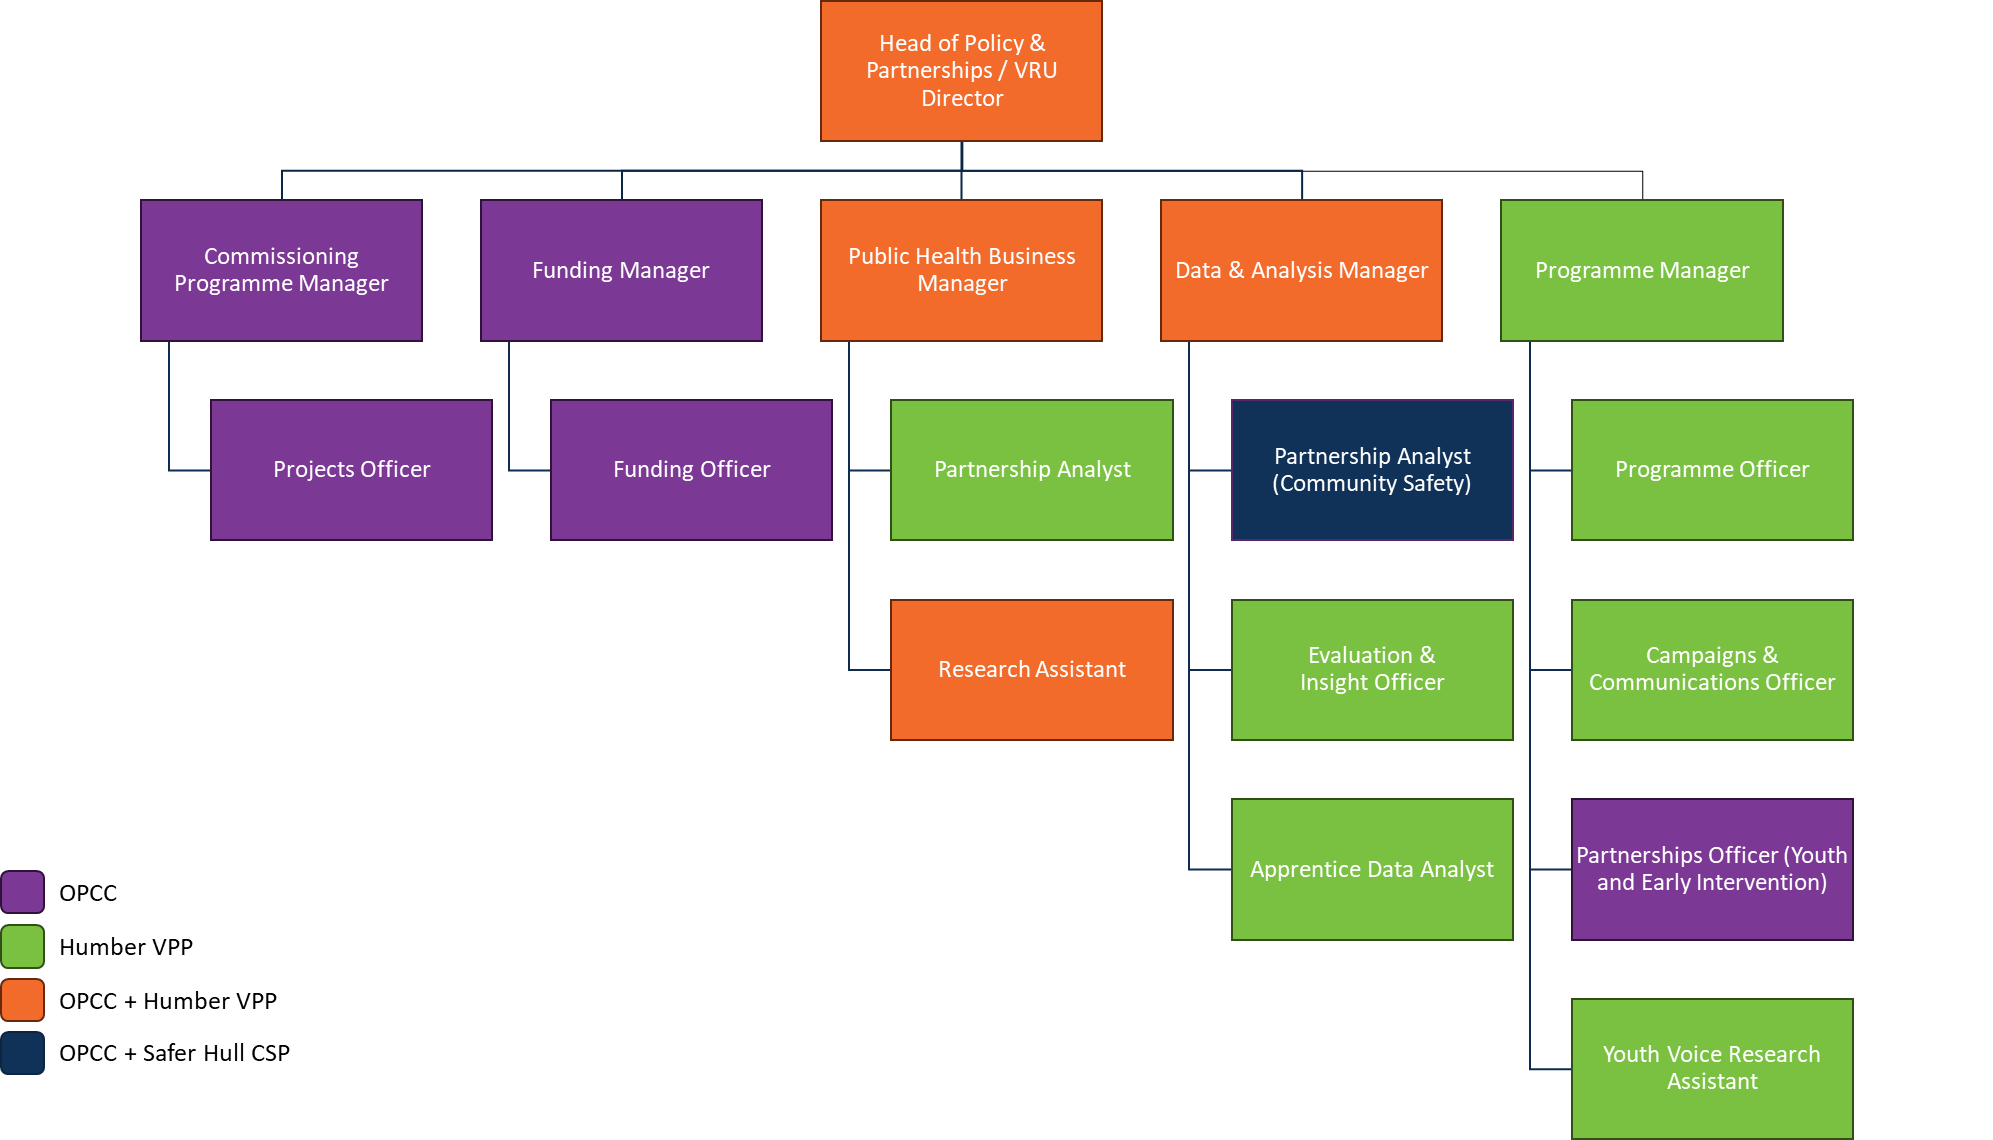 Head of Policy &
Partnerships / VRU
Director
Commissioning
Programme Manager
Funding Manager
Public Health Business
Manager
Data & Analysis Manager
Programme Manager
Projects Officer
Funding Officer
Partnership Analyst
Partnership Analyst
(Community Safety)
Programme Officer
Research Assistant
Evaluation &
Insight Officer
Campaigns &
Communications Officer
Apprentice Data Analyst
Partnerships Officer (Youth
and Early Intervention)
Youth Voice Research
Assistant
OPCC
Humber VPP
OPCC + Humber VPP
OPCC + Safer Hull CSP